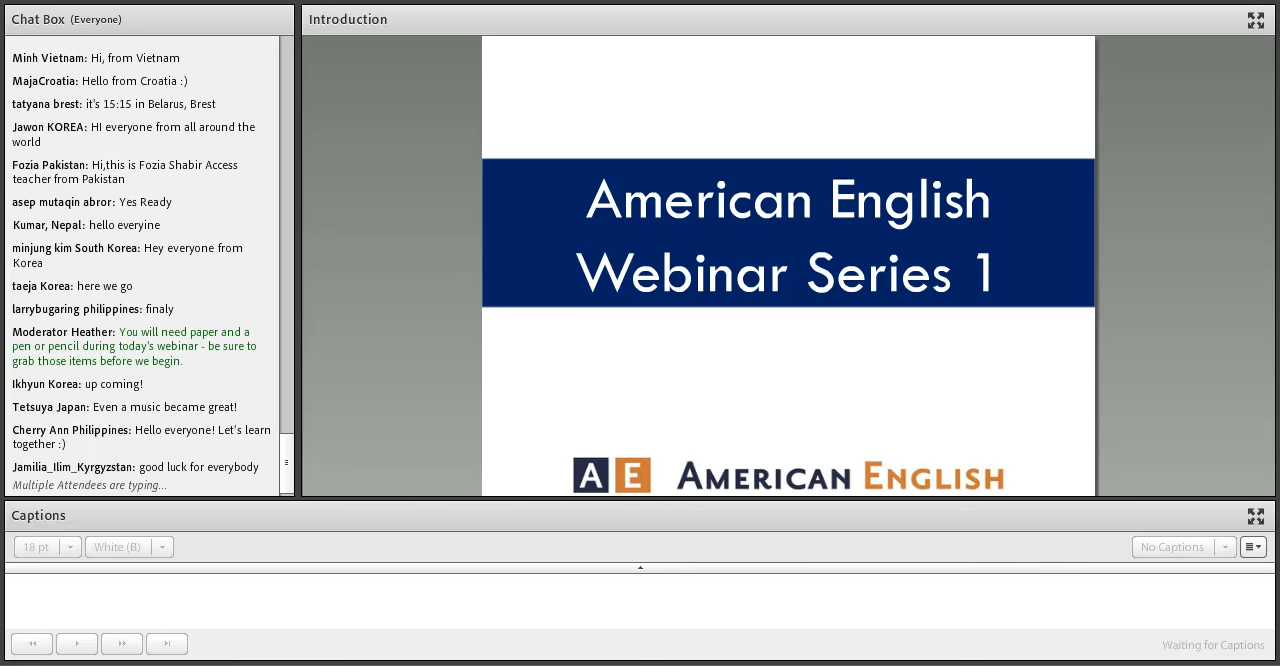 Chat Box (Everyone)
Minh Vietnam: Hi, from Vietnam
MajaCroatia: Hello from Croatia :)
tatyana brest: it's 15:15 in Belarus, Brest
Jawon KOREA: HI everyone from all around the
world
Fozia Pakistan: Hi,this is Fozia Shabir Access
teacher from Pakistan
asep mutaqin abror: Yes Ready
Kumar, Nepal: hello everyine
minjung kim South Korea: Hey everyone from
Korea
taeja Korea: here we go
larrybugaring philippines: finaly
Moderator Heather: You will need paper and a
pen or pencil during today's webinar - be sure to
grab those items before we begin.
Ikhyun Korea: up coming!
Tetsuya Japan: Even a music became great!
Cherry Ann Philippines: Hello everyone! Let's learn
together :)
Jamilia_Ilim_Kyrgyzstan: good luck for everybody
Multiple Attendees are typing...
Introduction
American English
Webinar Series 1
AE AMERICAN ENGLISH
Captions
18 pt White (B) No Captions
Waiting for Captions